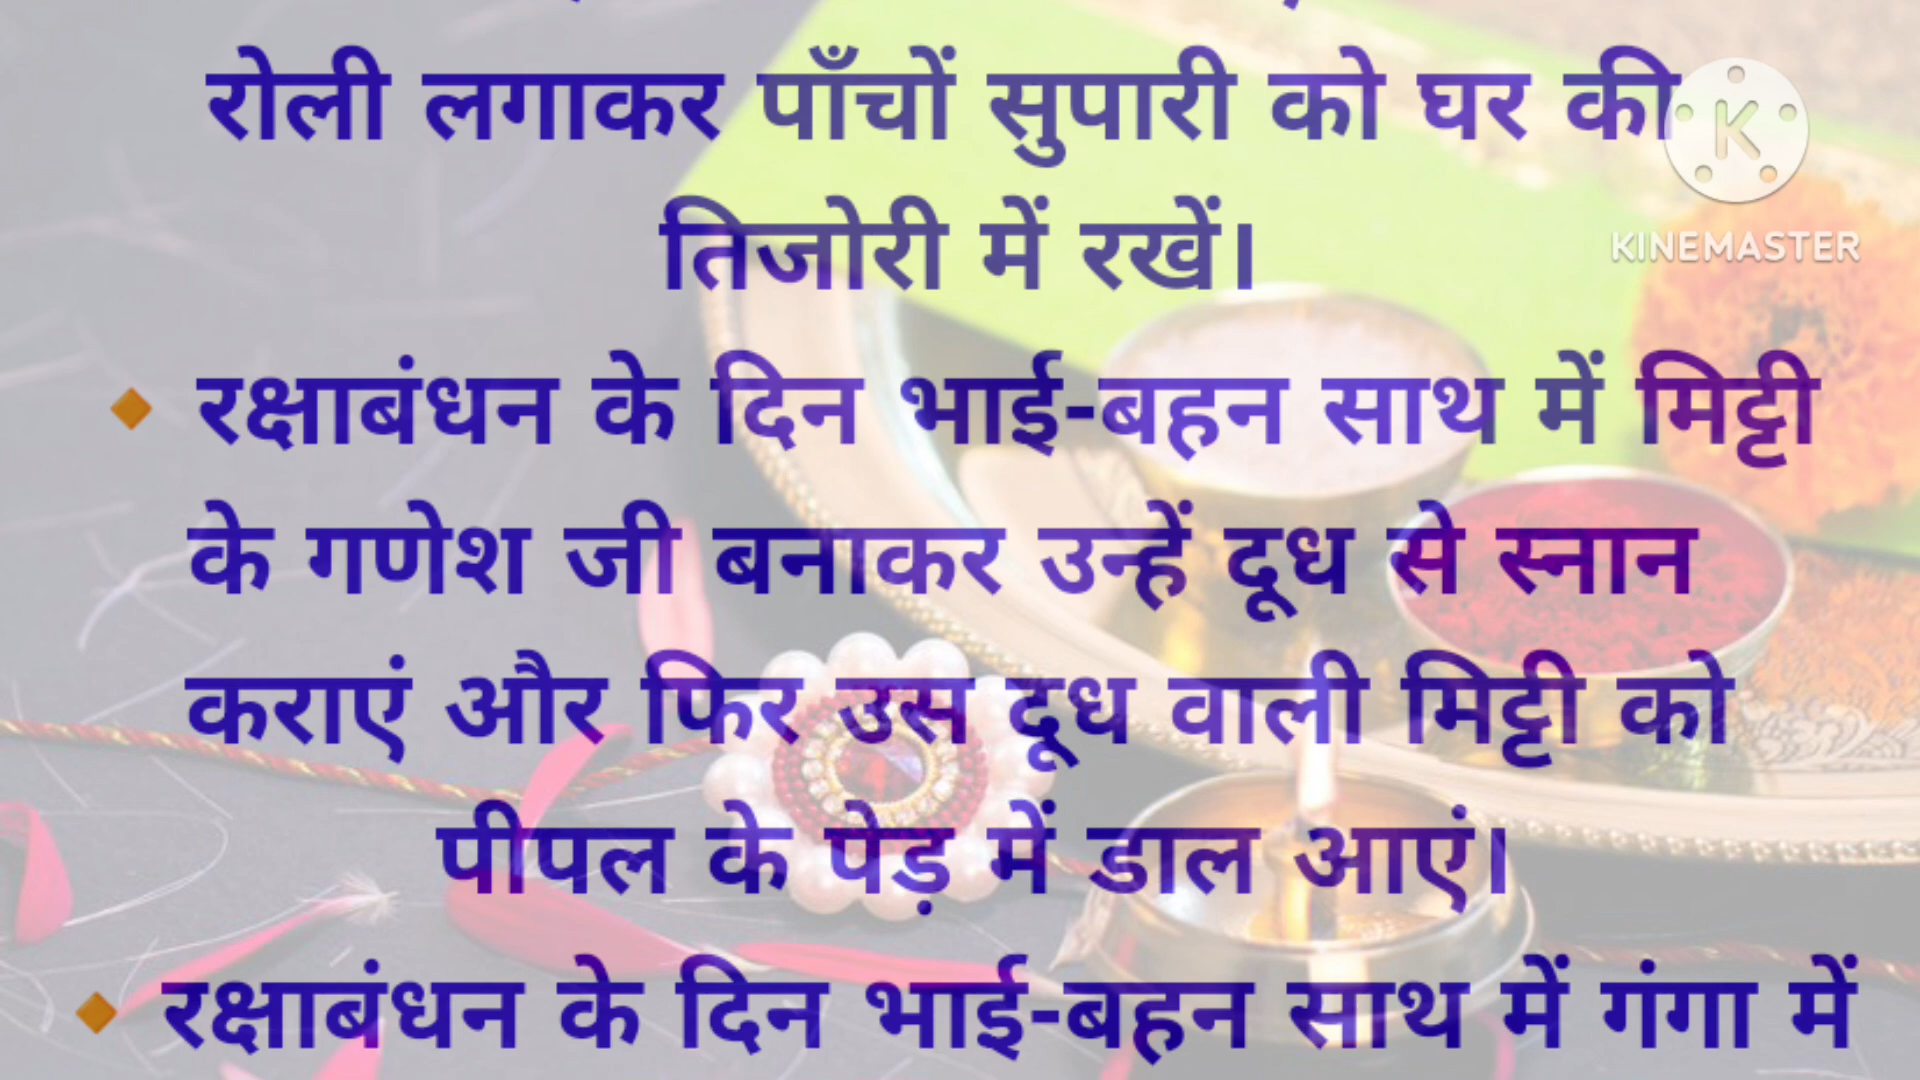 रोली लगाकर पाँचों सुपारी को घर की
तिजोरी में रखें।
🔸 रक्षाबंधन के दिन भाई-बहन साथ में मिट्टी
के गणेश जी बनाकर उन्हें दूध से स्नान
कराएं और फिर उस दूध वाली मिट्टी को
पीपल के पेड़ में डाल आएं।
🔸 रक्षाबंधन के दिन भाई-बहन साथ में गंगा में
K
KINEMASTER